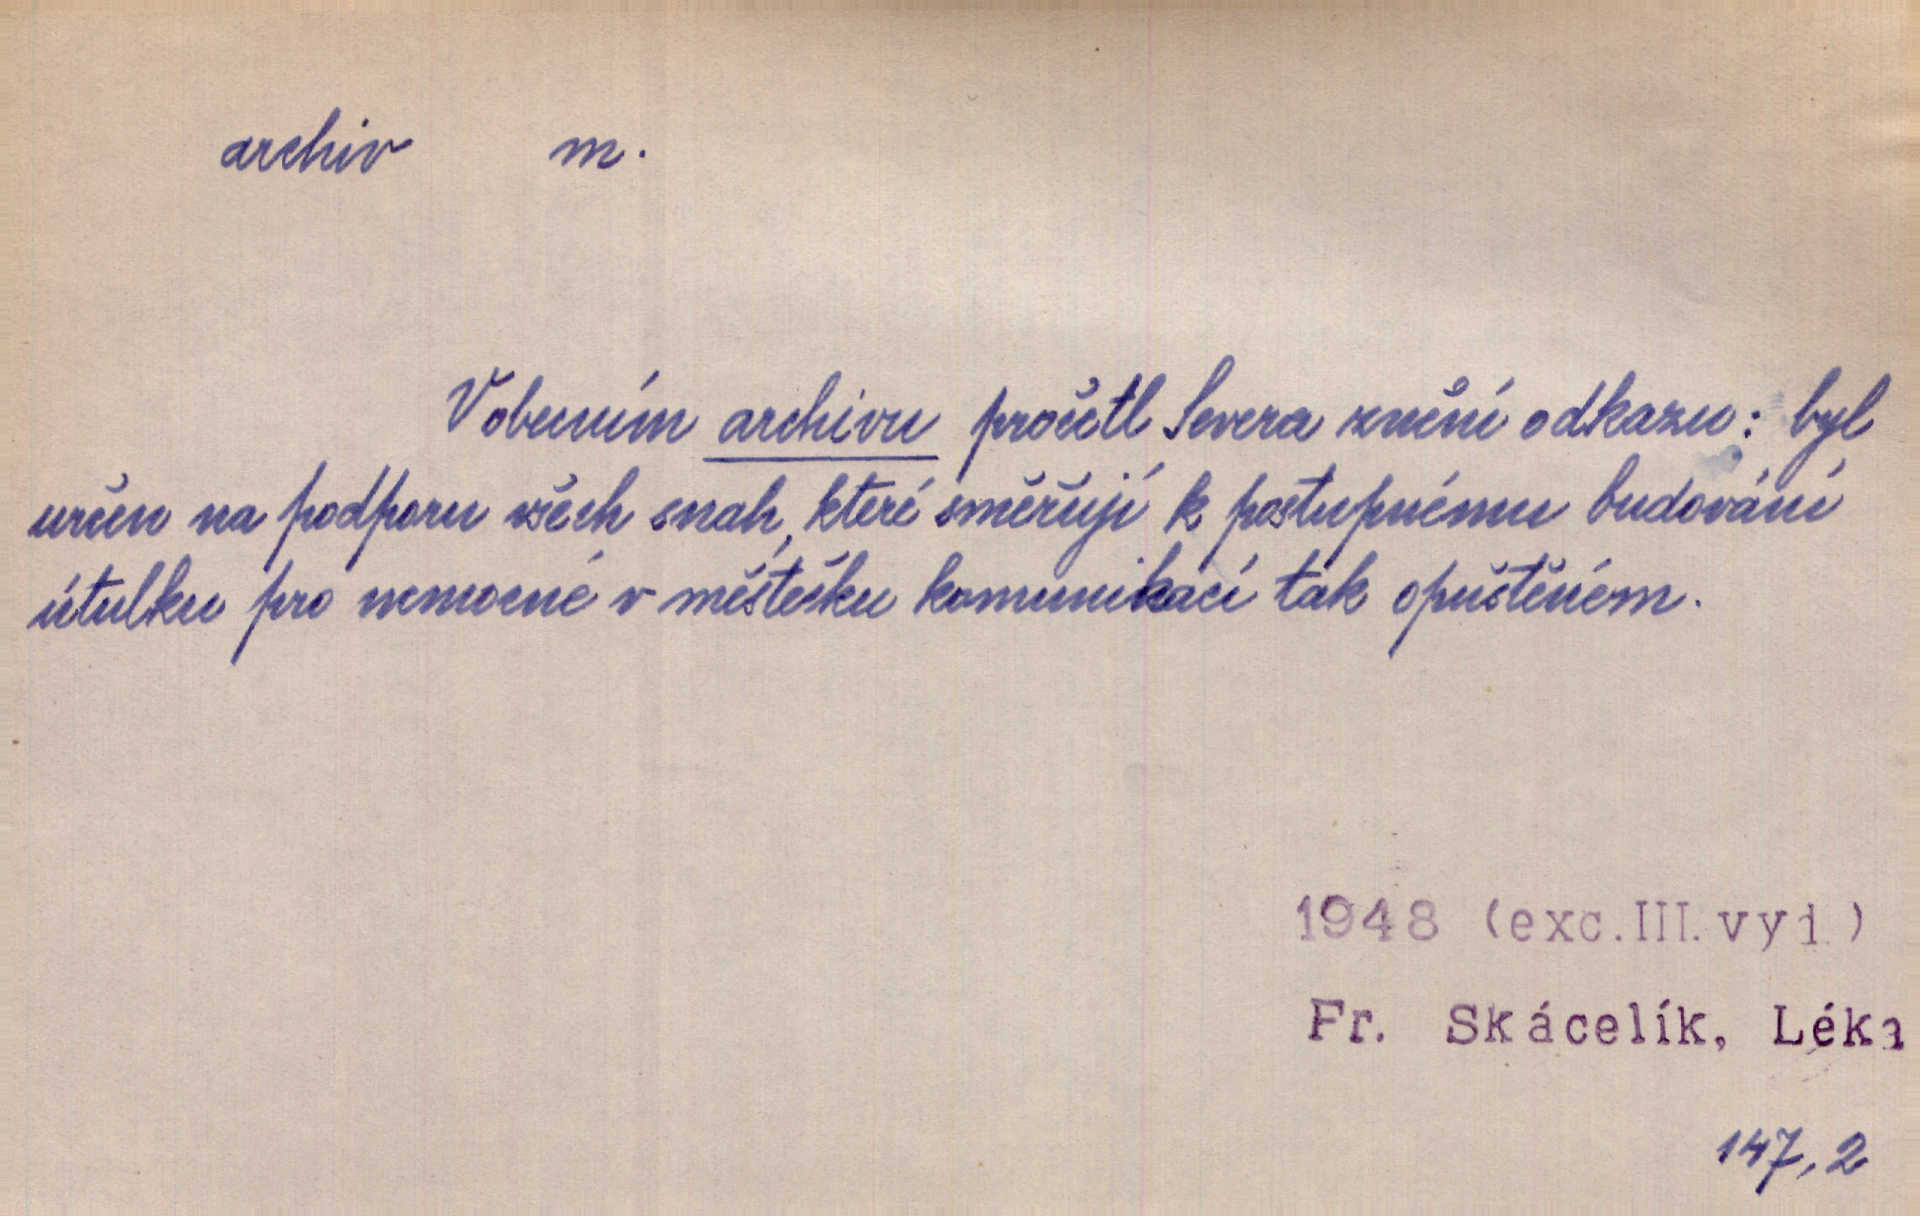 archiv m.
V obecním archivu pročetl Severa znění odkazu: byl
určen na podporu všech snah, které směřují k postupnému budování
útulku pro nemocné v městečku komunikací tak opuštěném.
1948 (exc.III.vyd.)
Fr. Skácelík, Léka
147,2